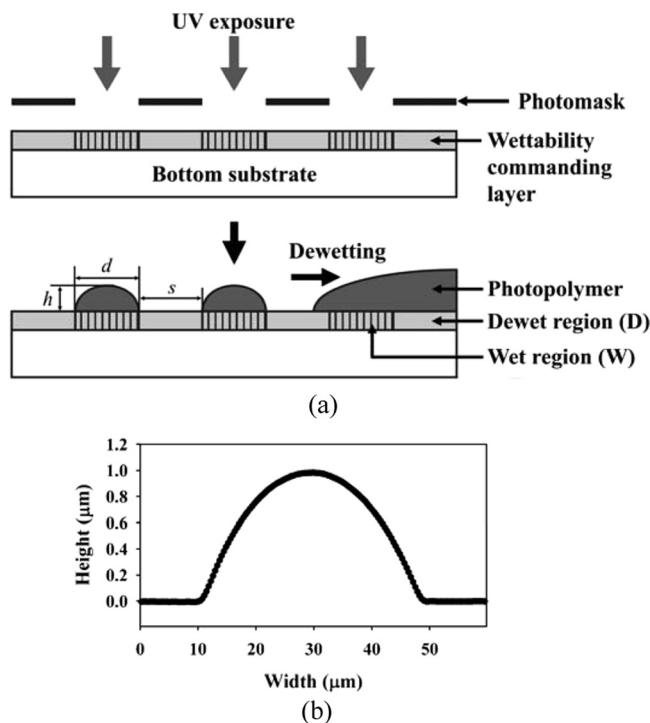 UV exposure
Photomask
Wettability
commanding
layer
Bottom substrate
Dewetting
d
h
s
Photopolymer
Dewet region (D)
Wet region (W)
(a)
1.2
1.0
0.8
0.6
0.4
0.2
0.0
Height (μm)
0 10 20 30 40 50
Width (μm)
(b)